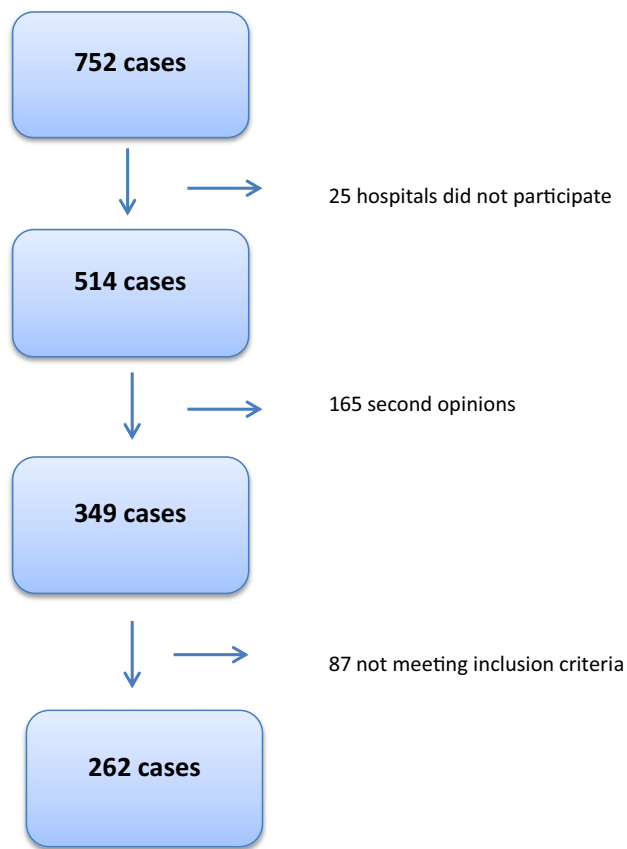 752 cases
25 hospitals did not participate
514 cases
165 second opinions
349 cases
87 not meeting inclusion criteria
262 cases